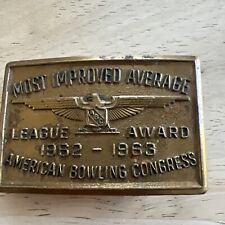 MOST IMPROVED AVERAGE
LEAGUE AWARD
1962 - 1963
AMERICAN BOWLING CONGRESS